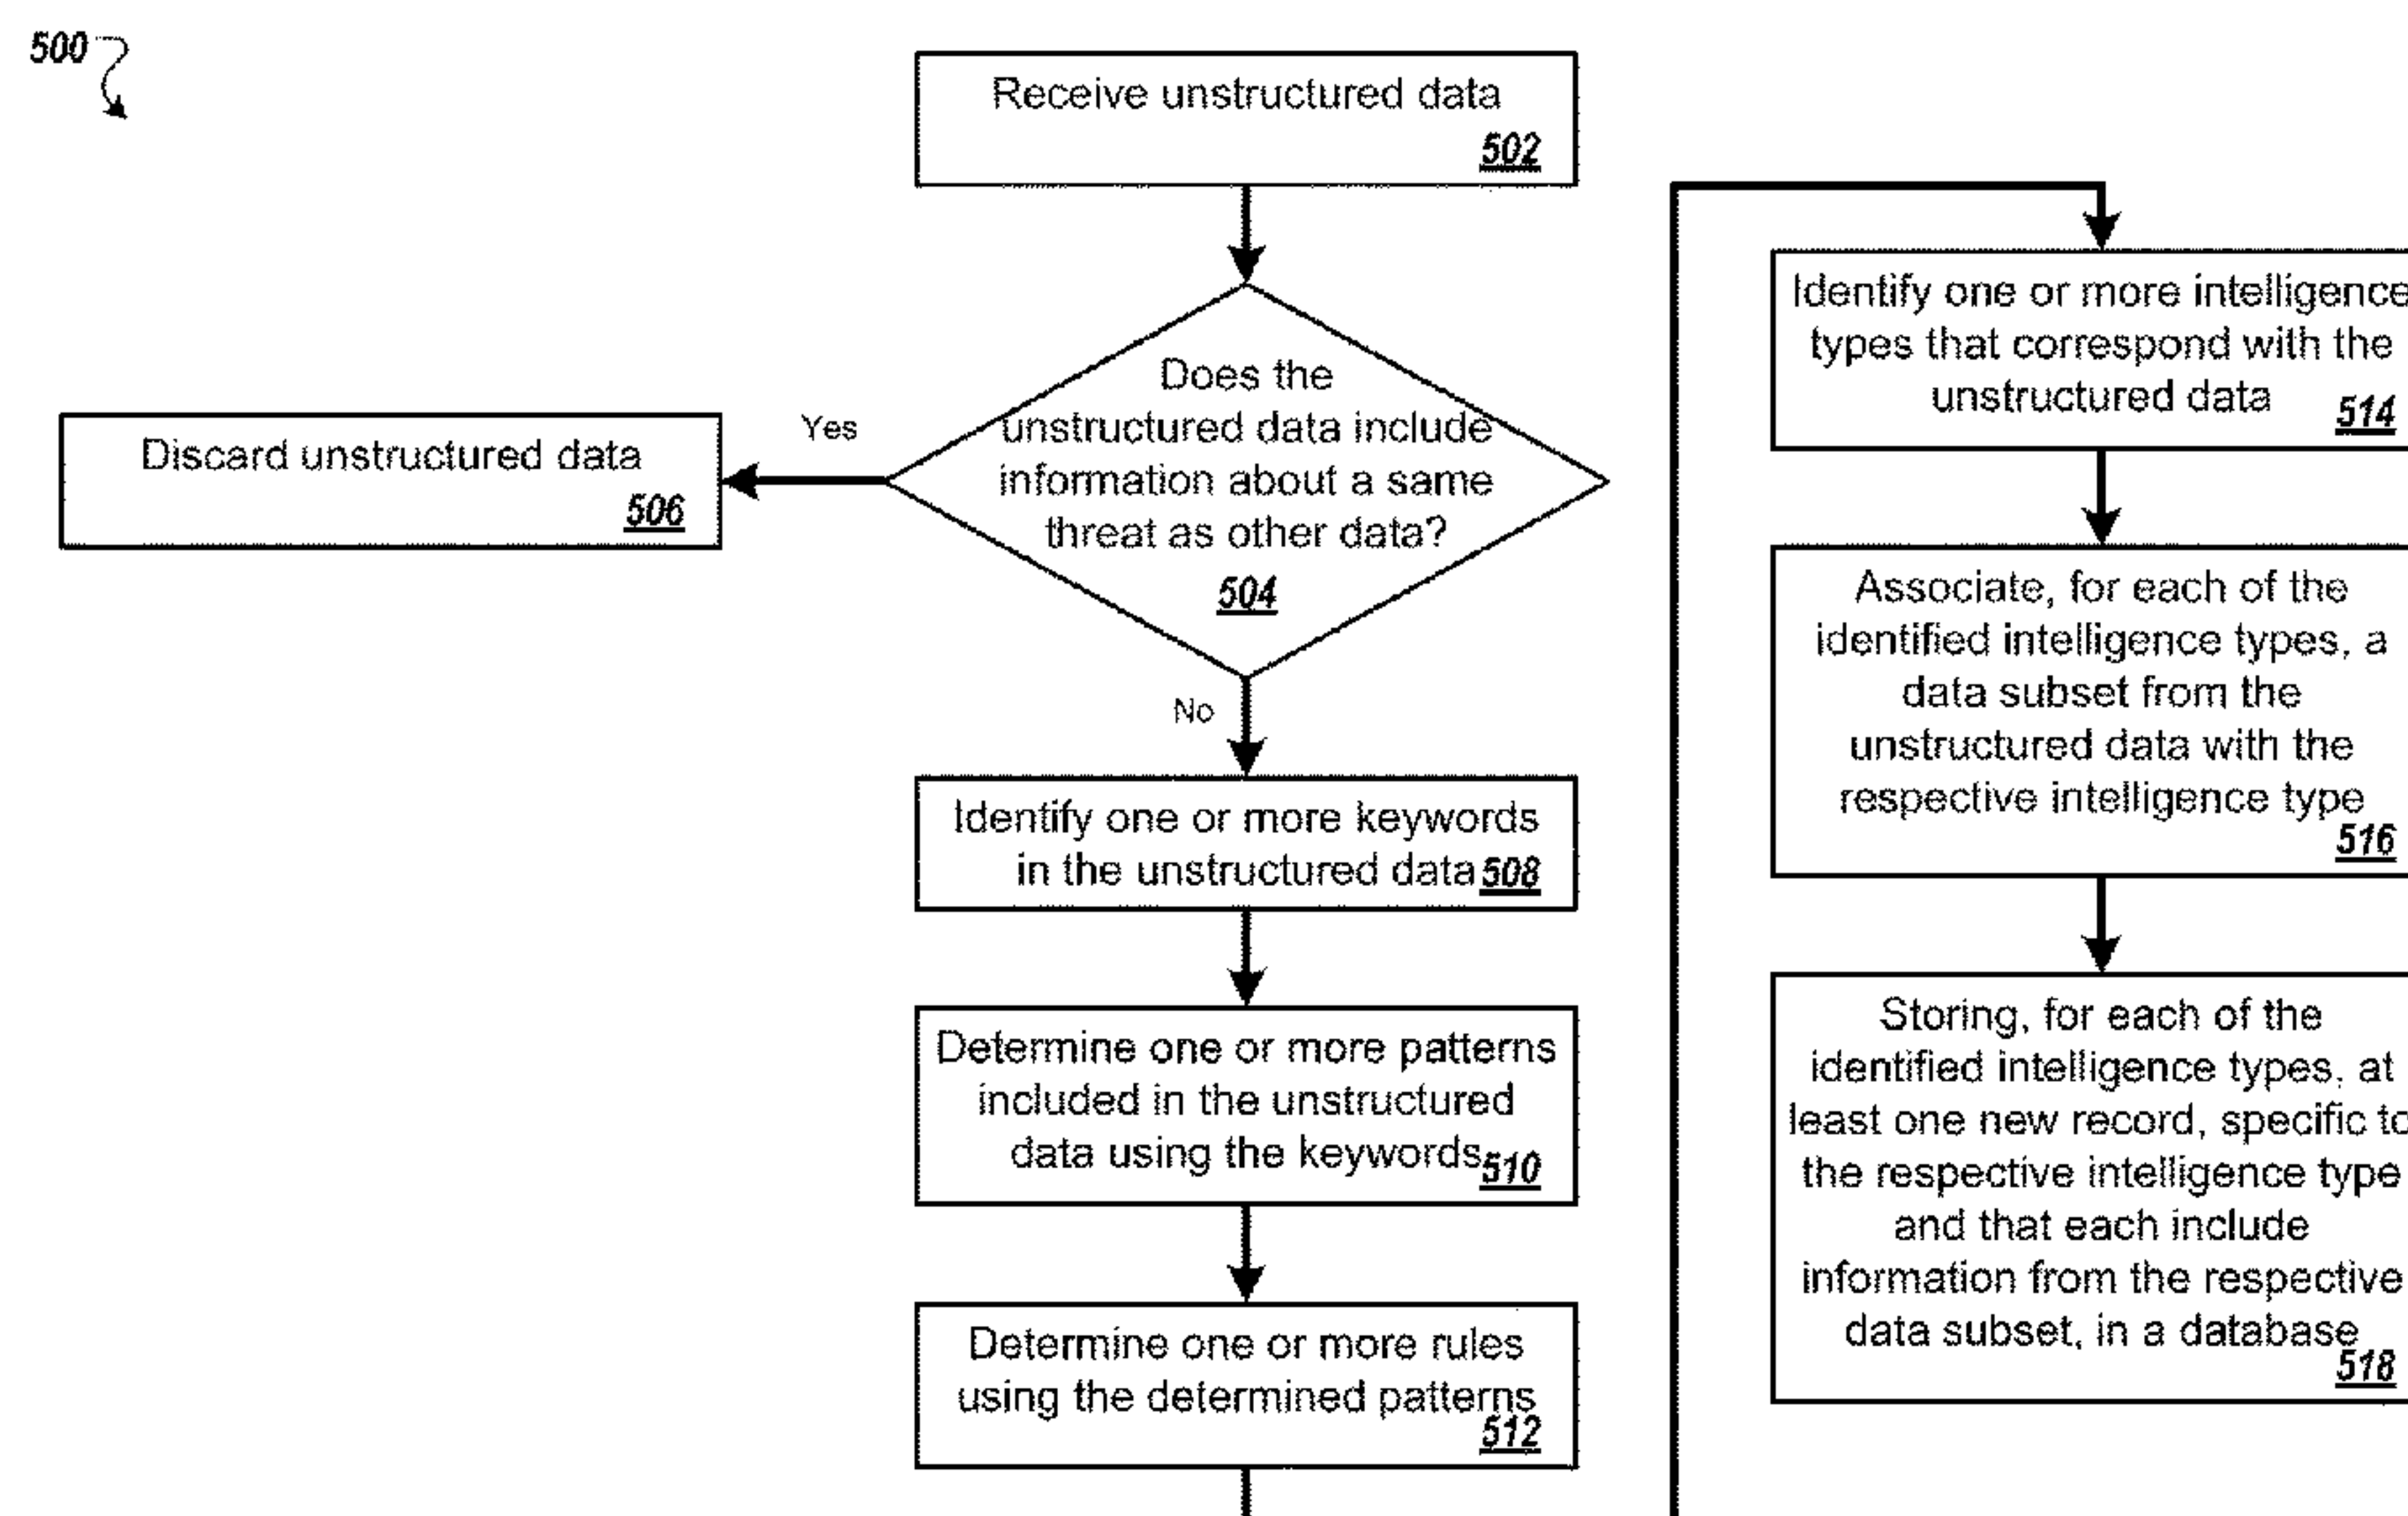 500
Receive unstructured data
502
Does the
unstructured data include
information about a same
threat as other data?
504
Yes
Discard unstructured data
506
No
Identify one or more keywords
in the unstructured data 508
Determine one or more patterns
included in the unstructured
data using the keywords 510
Determine one or more rules
using the determined patterns
512
Identify one or more intelligence
types that correspond with the
unstructured data 514
Associate, for each of the
identified intelligence types, a
data subset from the
unstructured data with the
respective intelligence type
516
Storing, for each of the
identified intelligence types, at
least one new record, specific to
the respective intelligence type
and that each include
information from the respective
data subset, in a database
518